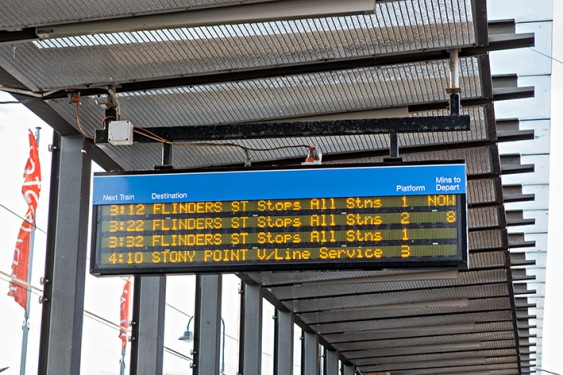 Next Train Destination Platform Mins to Depart
3:12 FLINDERS ST Stops All Stns 1 NOW
3:22 FLINDERS ST Stops All Stns 2 8
3:32 FLINDERS ST Stops All Stns 1
4:10 STONY POINT V/Line Service 3